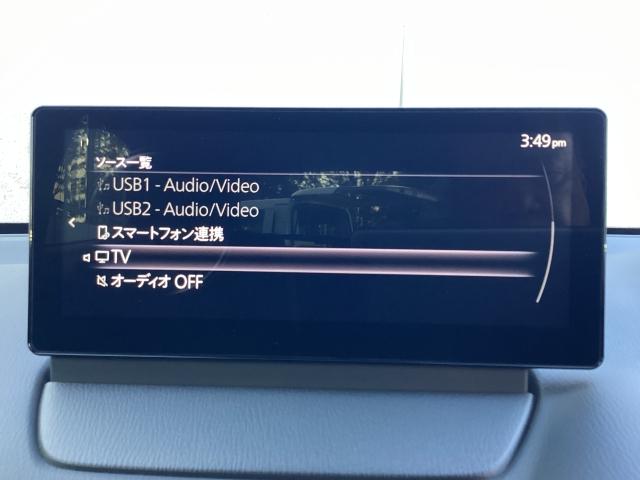 3:49pm
ソース一覧
USB1 - Audio/Video
USB2 - Audio/Video
スマートフォン連携
TV
オーディオ OFF